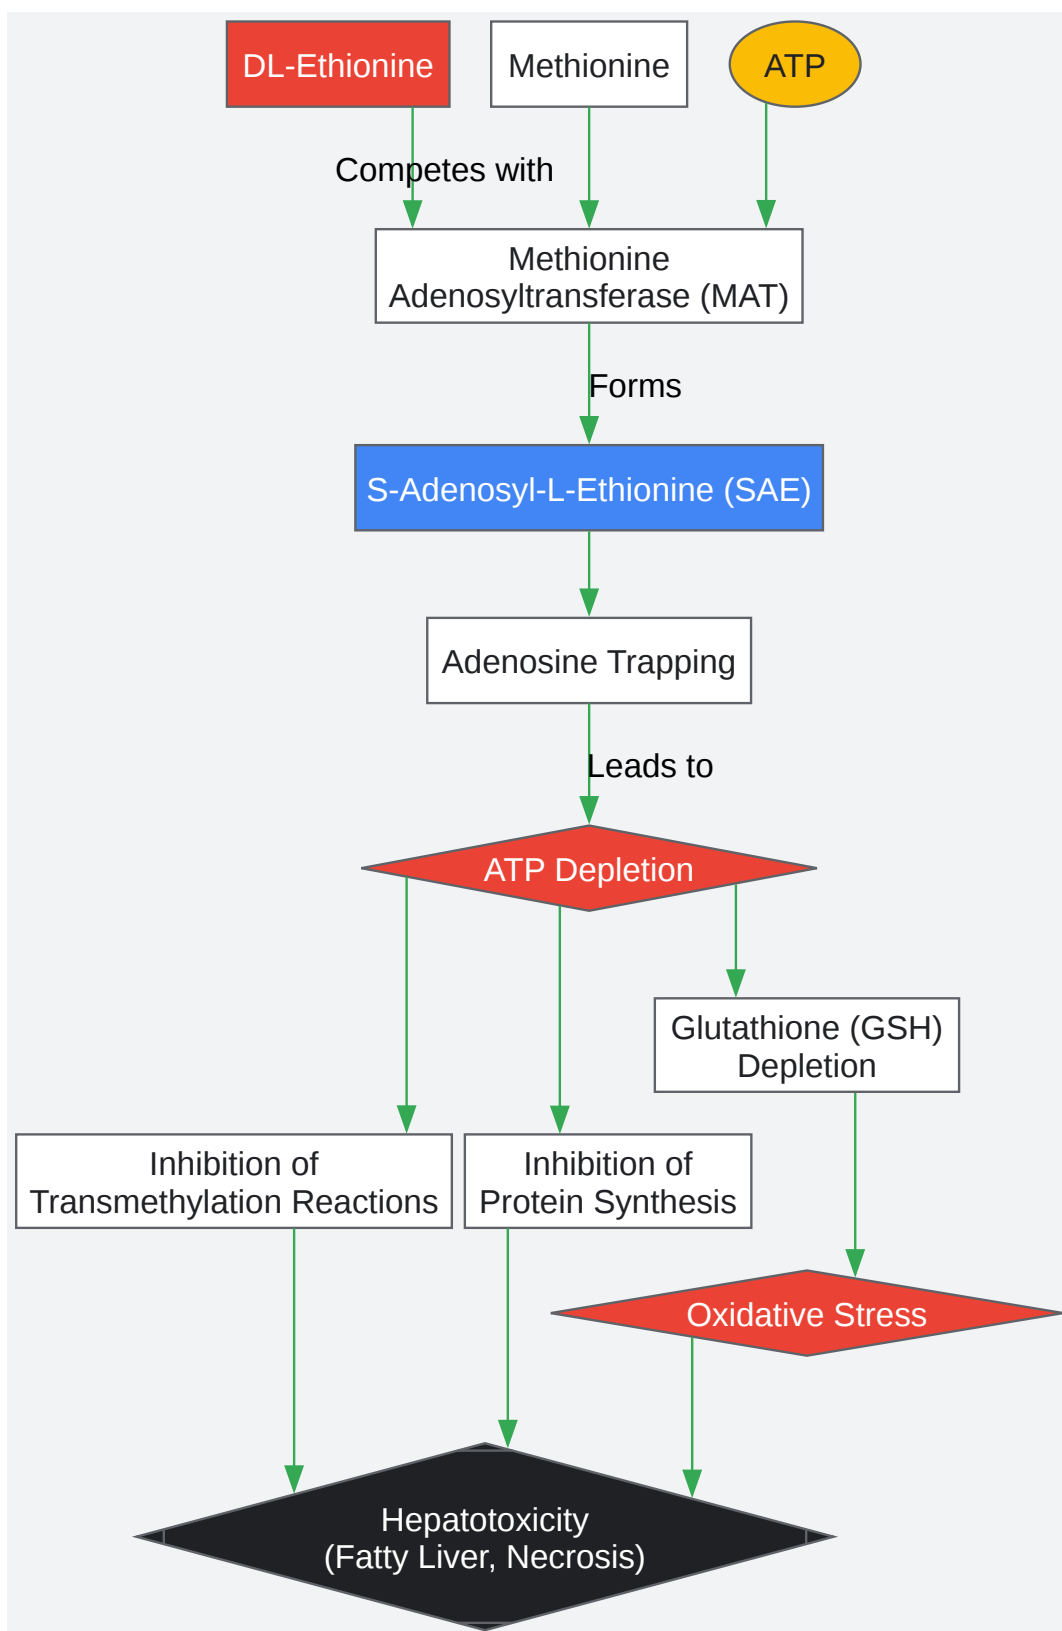 DL-Ethionine
Methionine
ATP
Competes with
Methionine
Adenosyltransferase (MAT)
Forms
S-Adenosyl-L-Ethionine (SAE)
Adenosine Trapping
Leads to
ATP Depletion
Glutathione (GSH)
Depletion
Inhibition of
Transmethylation Reactions
Inhibition of
Protein Synthesis
Oxidative Stress
Hepatotoxicity
(Fatty Liver, Necrosis)